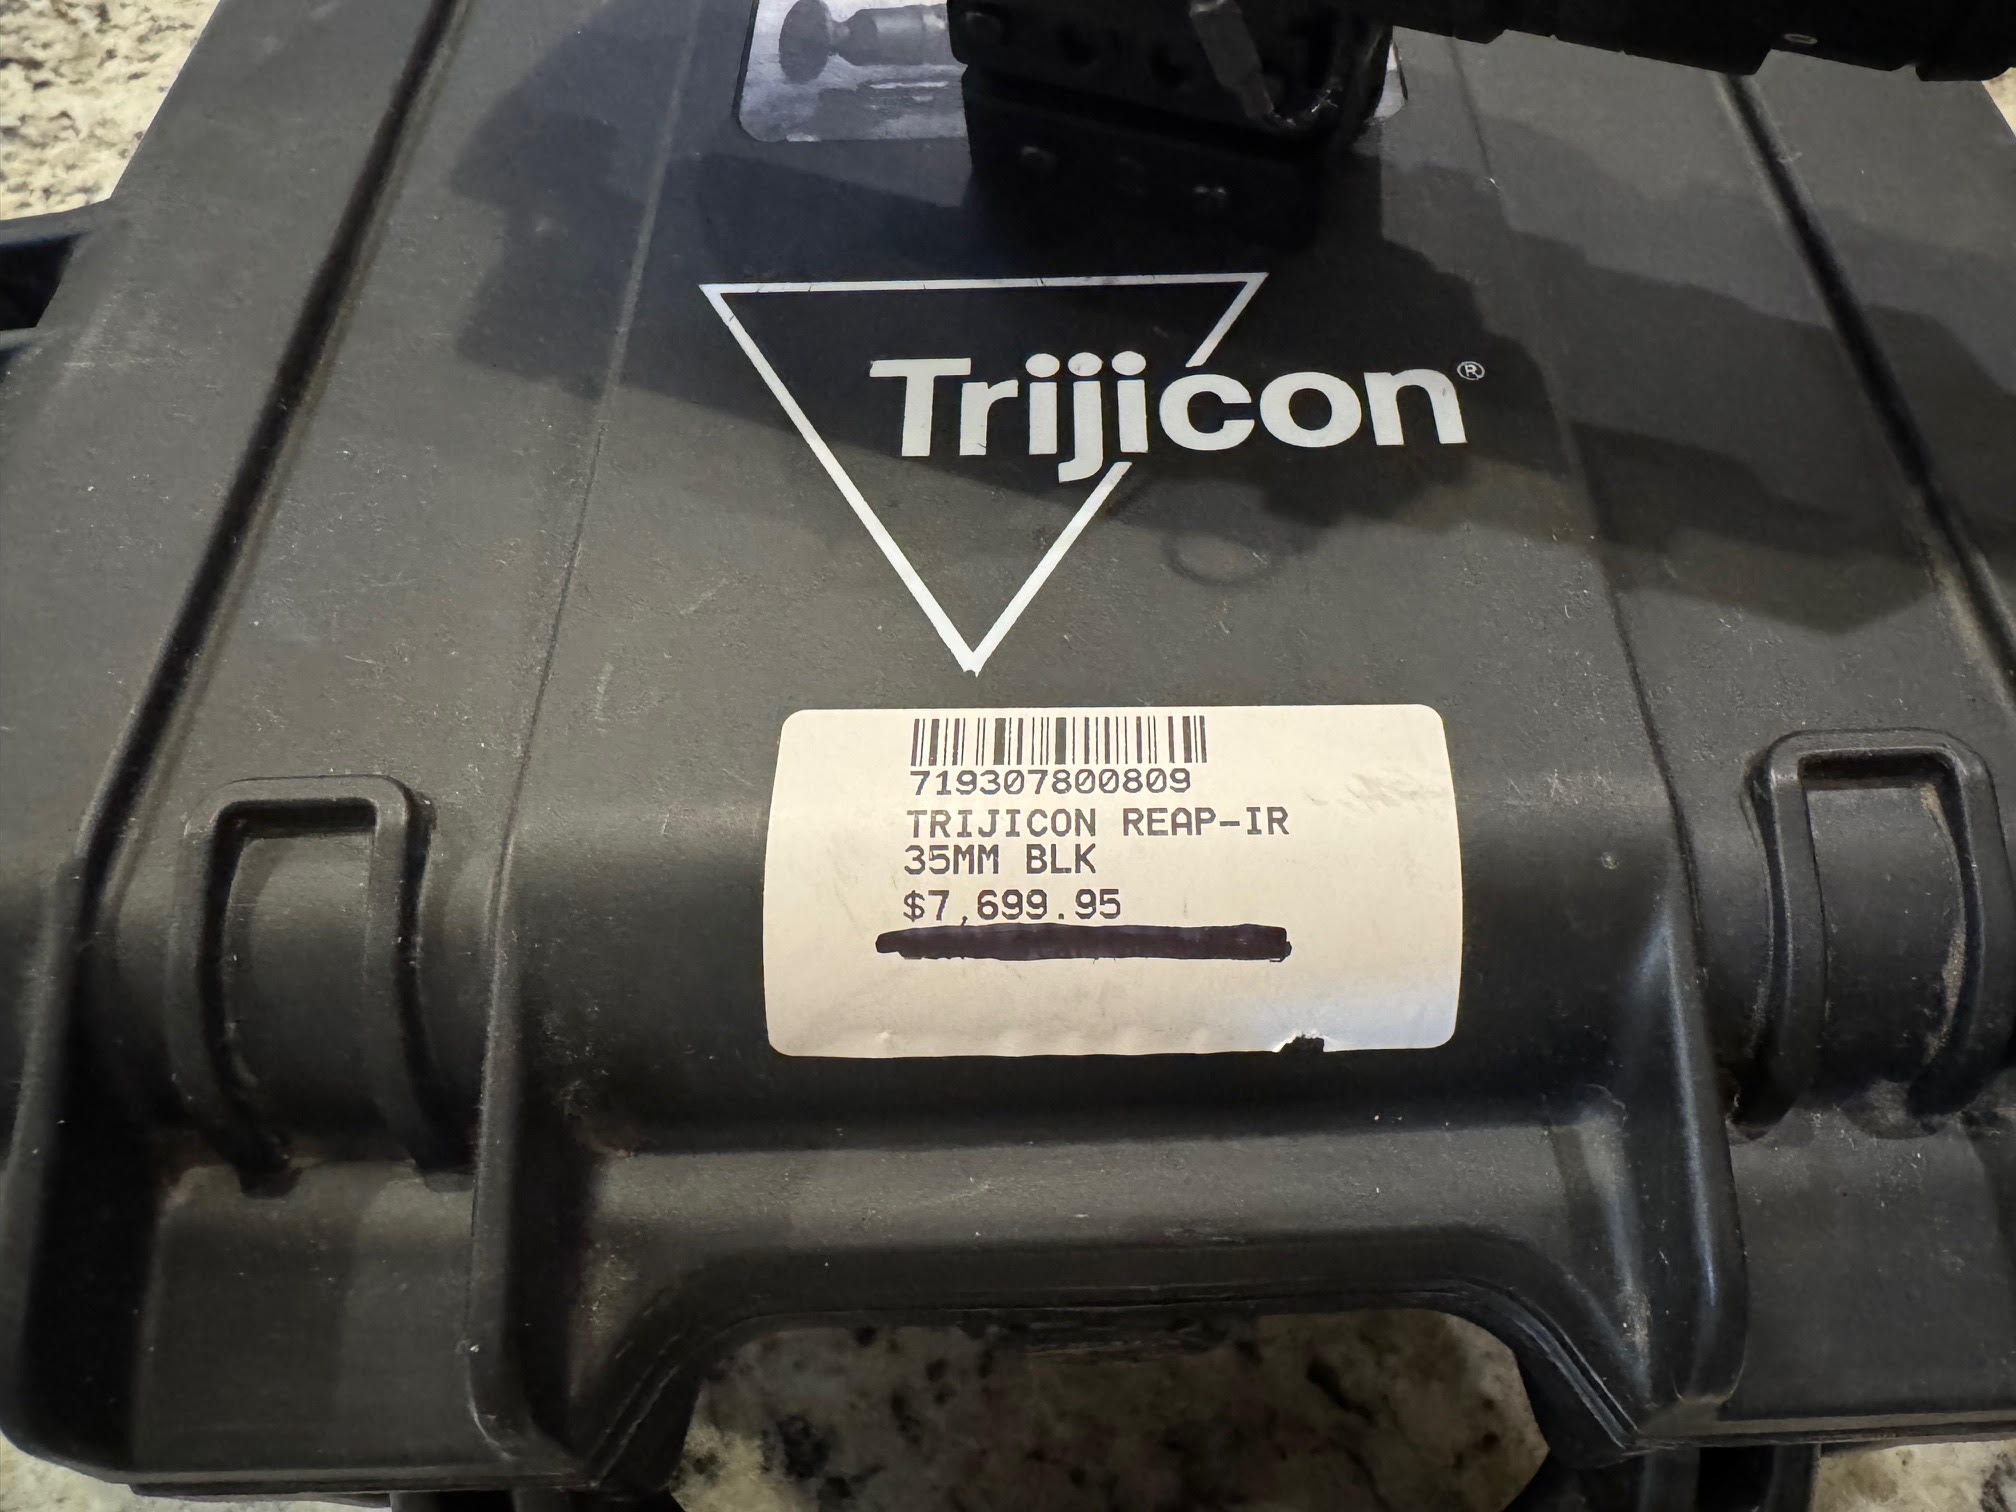 Trijicon®
719307800809
TRIJICON REAP-IR
35MM BLK
$7,699.95